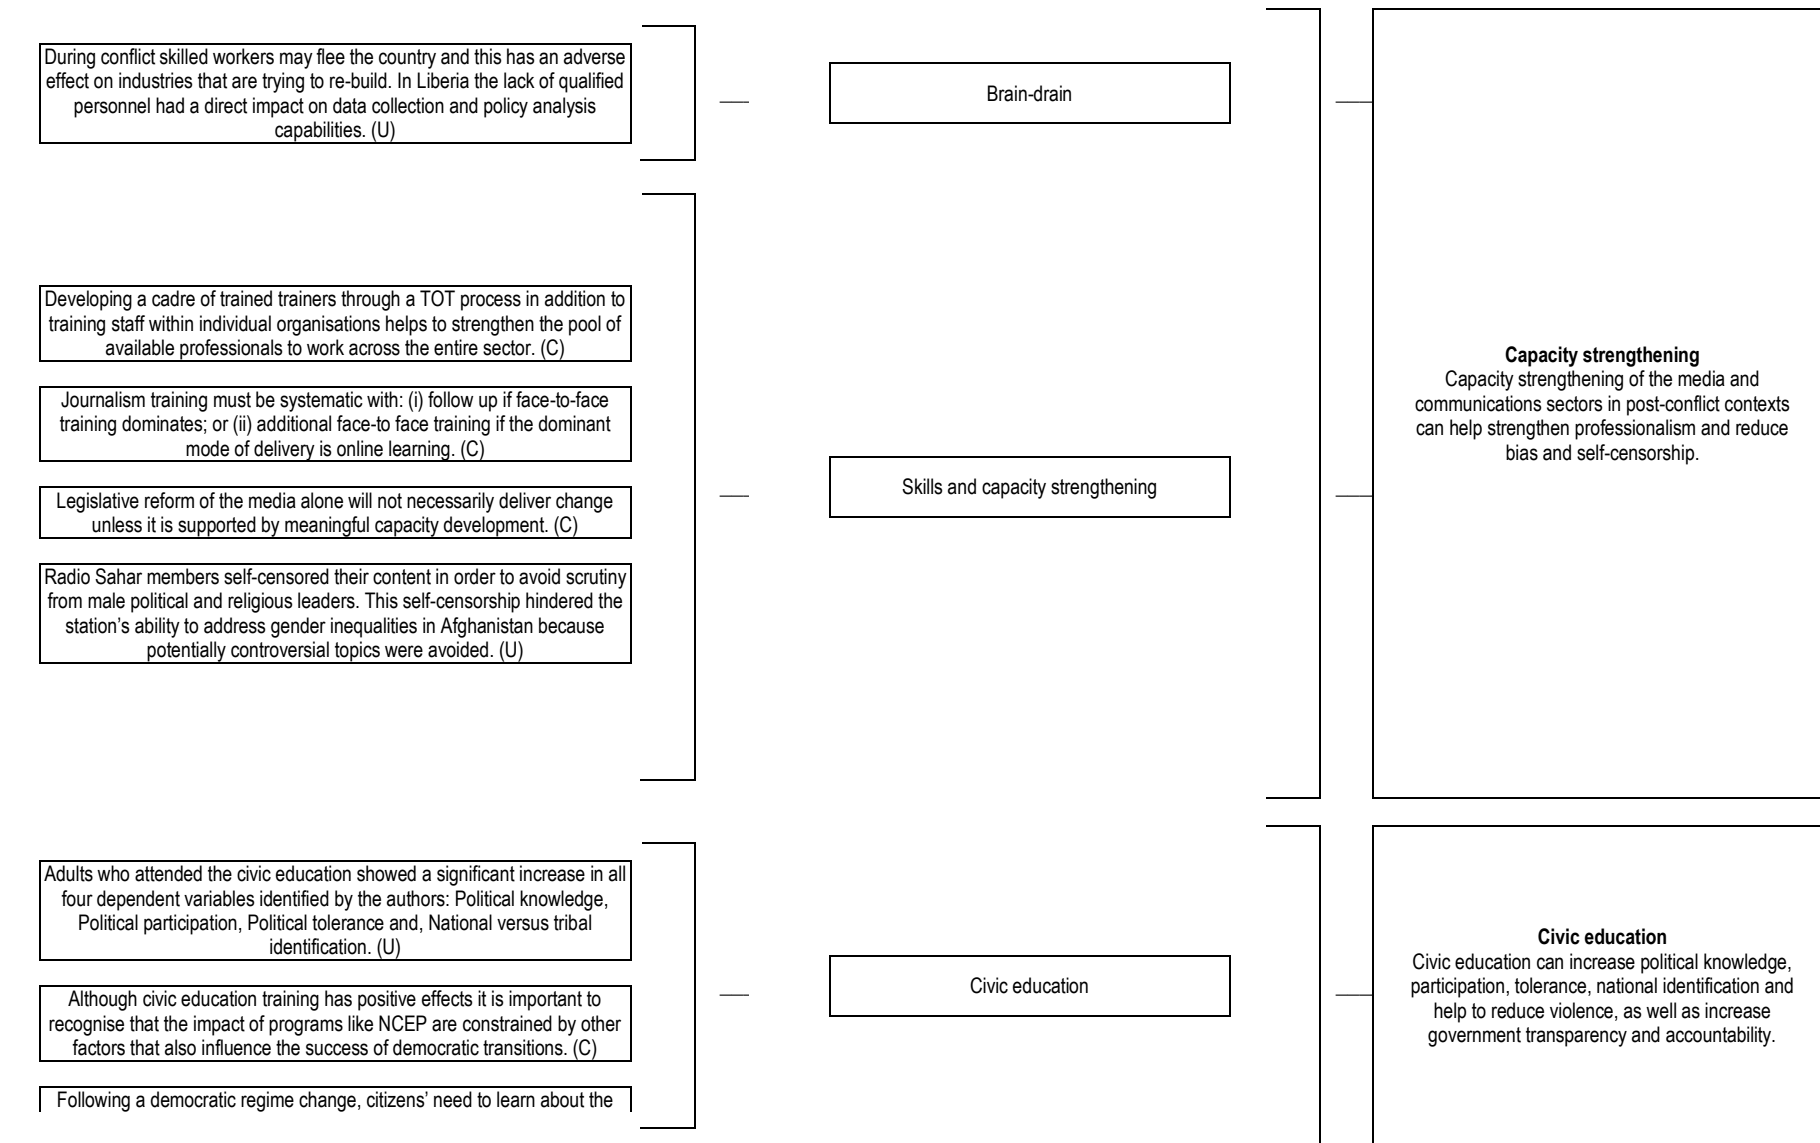 During conflict skilled workers may flee the country and this has an adverse
effect on industries that are trying to re-build. In Liberia the lack of qualified
personnel had a direct impact on data collection and policy analysis
capabilities. (U)
Brain-drain
Developing a cadre of trained trainers through a TOT process in addition to
training staff within individual organisations helps to strengthen the pool of
available professionals to work across the entire sector. (C)
Journalism training must be systematic with: (i) follow up if face-to-face
training dominates; or (ii) additional face-to face training if the dominant
mode of delivery is online learning. (C)
Legislative reform of the media alone will not necessarily deliver change
unless it is supported by meaningful capacity development. (C)
Radio Sahar members self-censored their content in order to avoid scrutiny
from male political and religious leaders. This self-censorship hindered the
station’s ability to address gender inequalities in Afghanistan because
potentially controversial topics were avoided. (U)
Skills and capacity strengthening
Capacity strengthening
Capacity strengthening of the media and
communications sectors in post-conflict contexts
can help strengthen professionalism and reduce
bias and self-censorship.
Adults who attended the civic education showed a significant increase in all
four dependent variables identified by the authors: Political knowledge,
Political participation, Political tolerance and, National versus tribal
identification. (U)
Although civic education training has positive effects it is important to
recognise that the impact of programs like NCEP are constrained by other
factors that also influence the success of democratic transitions. (C)
Following a democratic regime change, citizens’ need to learn about the
Civic education
Civic education
Civic education can increase political knowledge,
participation, tolerance, national identification and
help to reduce violence, as well as increase
government transparency and accountability.